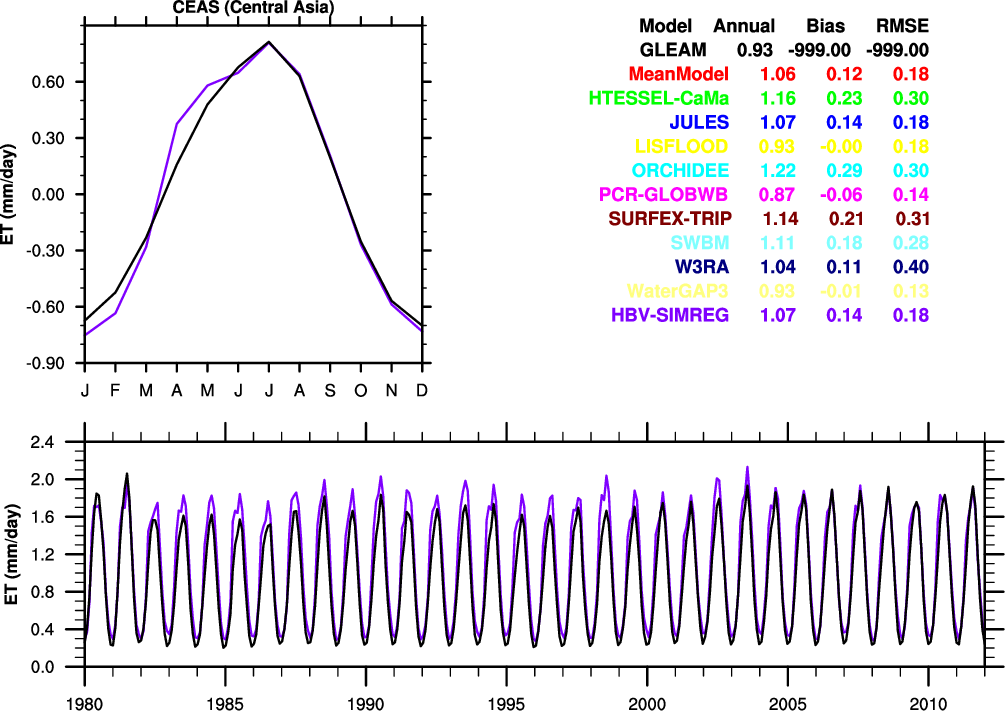 CEAS (Central Asia)
0.60
0.30
0.00
-0.30
-0.60
-0.90
ET (mm/day)
J F M A M J J A S O N D
Model Annual Bias RMSE
GLEAM 0.93 -999.00 -999.00
MeanModel 1.06 0.12 0.18
HTESSEL-CaMa 1.16 0.23 0.30
JULES 1.07 0.14 0.18
LISFLOOD 0.93 -0.00 0.18
ORCHIDEE 1.22 0.29 0.30
PCR-GLOBWB 0.87 -0.06 0.14
SURFEX-TRIP 1.14 0.21 0.31
SWBM 1.11 0.18 0.28
W3RA 1.04 0.11 0.40
WaterGAP3 0.93 -0.01 0.13
HBV-SIMREG 1.07 0.14 0.18
2.4
2.0
1.6
1.2
0.8
0.4
0.0
ET (mm/day)
1980 1985 1990 1995 2000 2005 2010